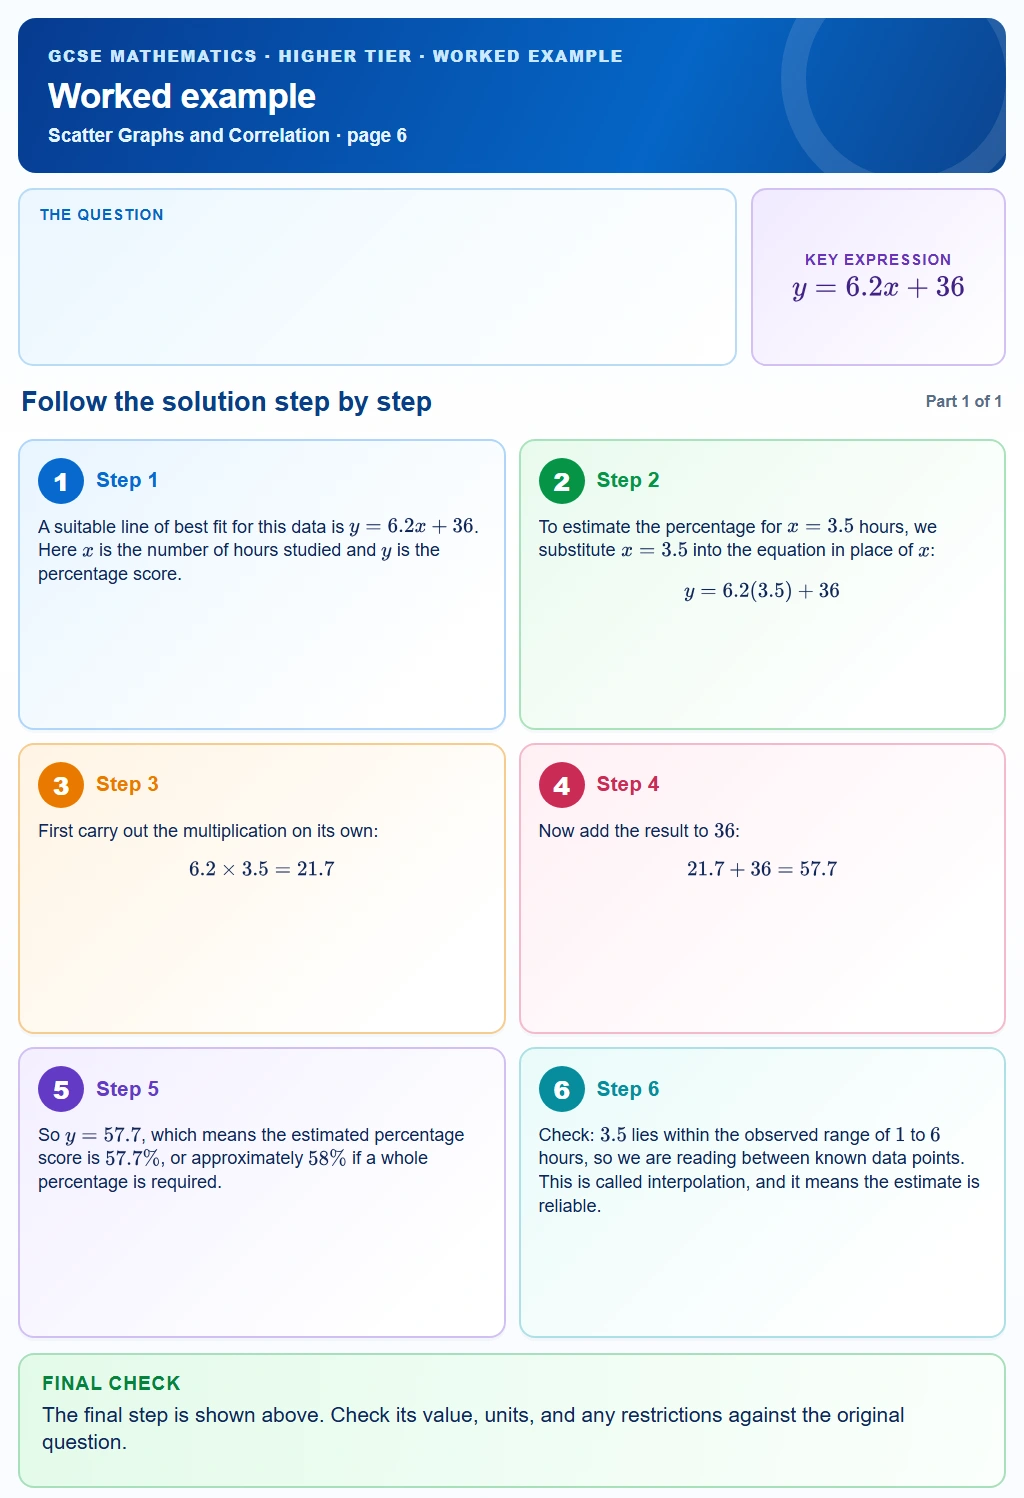 GCSE MATHEMATICS · HIGHER TIER · WORKED EXAMPLE
Worked example
Scatter Graphs and Correlation · page 6
THE QUESTION
KEY EXPRESSION
y = 6.2x + 36
Follow the solution step by step
Part 1 of 1
1 Step 1
A suitable line of best fit for this data is y = 6.2x + 36.
Here x is the number of hours studied and y is the
percentage score.
2 Step 2
To estimate the percentage for x = 3.5 hours, we
substitute x = 3.5 into the equation in place of x:
y = 6.2(3.5) + 36
3 Step 3
First carry out the multiplication on its own:
6.2 × 3.5 = 21.7
4 Step 4
Now add the result to 36:
21.7 + 36 = 57.7
5 Step 5
So y = 57.7, which means the estimated percentage
score is 57.7%, or approximately 58% if a whole
percentage is required.
6 Step 6
Check: 3.5 lies within the observed range of 1 to 6
hours, so we are reading between known data points.
This is called interpolation, and it means the estimate is
reliable.
FINAL CHECK
The final step is shown above. Check its value, units, and any restrictions against the original
question.